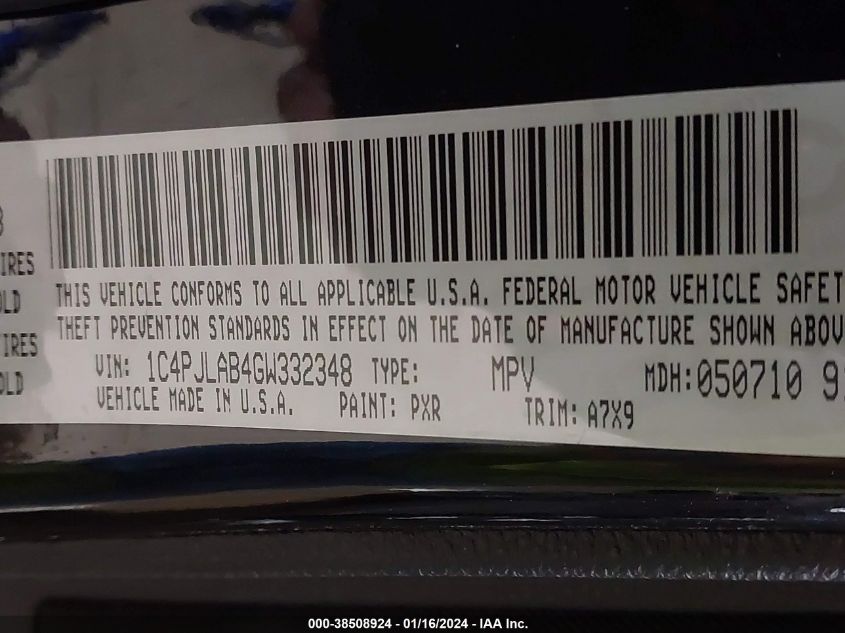 IRES
OLD
THIS VEHICLE CONFORMS TO ALL APPLICABLE U.S.A. FEDERAL MOTOR VEHICLE SAFET
THEFT PREVENTION STANDARDS IN EFFECT ON THE DATE OF MANUFACTURE SHOWN ABOV
IRES
OLD
VIN: 1C4PJLAB4GW332348 TYPE: MPV MDH: 050710
VEHICLE MADE IN U.S.A. PAINT: PXR TRIM: A7X9
000-38508924 - 01/16/2024 - IAA Inc.